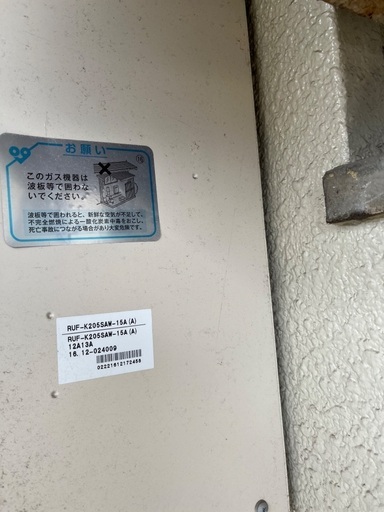 お願い
⑯
このガス機器は
波板等で囲わな
いでください。
波板等で囲われると、新鮮な空気が不足して、
不完全燃焼による一酸化炭素中毒をおこし、
死亡事故につながる場合があり大変危険です。
RUF-K205SAW-15A(A)
RUF-K205SAW-15A(A)
12A13A
16.12-024009
02221612172458